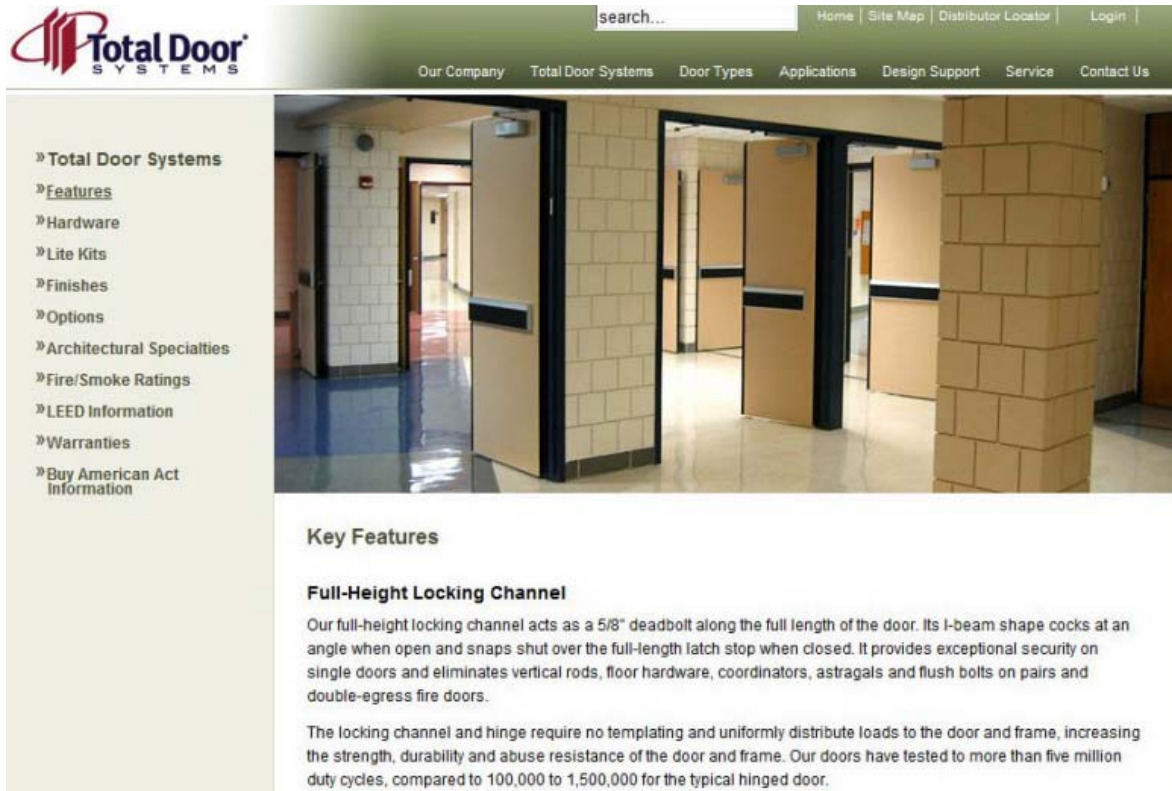 search...
Home | Site Map | Distributor Locator | Login |
Total Door®
SYSTEMS
Our Company Total Door Systems Door Types Applications Design Support Service Contact Us
»Total Door Systems
»Features
»Hardware
»Lite Kits
»Finishes
»Options
»Architectural Specialties
»Fire/Smoke Ratings
»LEED Information
»Warranties
»Buy American Act
Information
Key Features
Full-Height Locking Channel
Our full-height locking channel acts as a 5/8" deadbolt along the full length of the door. Its I-beam shape cocks at an
angle when open and snaps shut over the full-length latch stop when closed. It provides exceptional security on
single doors and eliminates vertical rods, floor hardware, coordinators, astragals and flush bolts on pairs and
double-egress fire doors.
The locking channel and hinge require no templating and uniformly distribute loads to the door and frame, increasing
the strength, durability and abuse resistance of the door and frame. Our doors have tested to more than five million
duty cycles, compared to 100,000 to 1,500,000 for the typical hinged door.